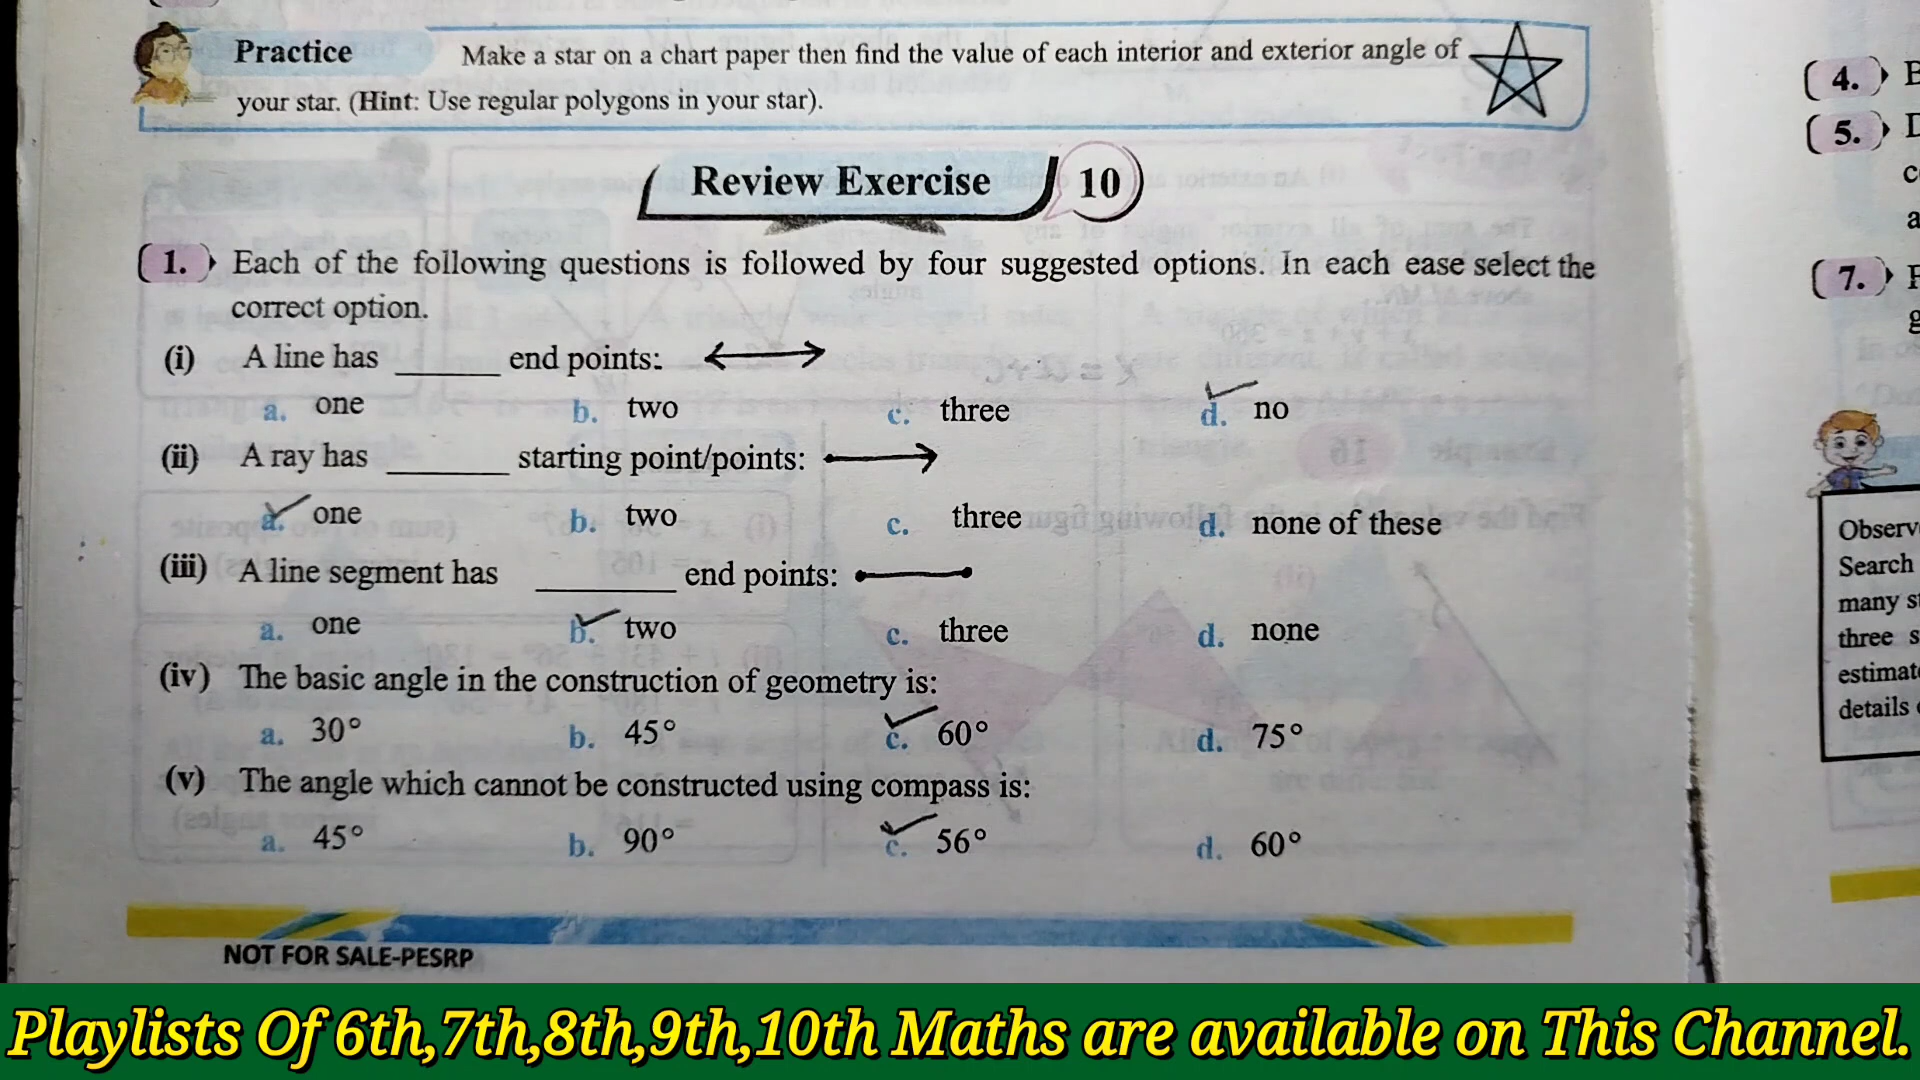 Practice Make a star on a chart paper then find the value of each interior and exterior angle of
your star. (Hint: Use regular polygons in your star).
Review Exercise 10
1. Each of the following questions is followed by four suggested options. In each ease select the
correct option.
(i) A line has ______ end points:
a. one b. two c. three d. no
(ii) A ray has ______ starting point/points:
a. one b. two c. three d. none of these
(iii) A line segment has ______ end points:
a. one b. two c. three d. none
(iv) The basic angle in the construction of geometry is:
a. 30° b. 45° c. 60° d. 75°
(v) The angle which cannot be constructed using compass is:
a. 45° b. 90° c. 56° d. 60°
NOT FOR SALE-PESRP
4.
5.
7.
Search
many
three
details
Playlists Of 6th,7th,8th,9th,10th Maths are available on This Channel.